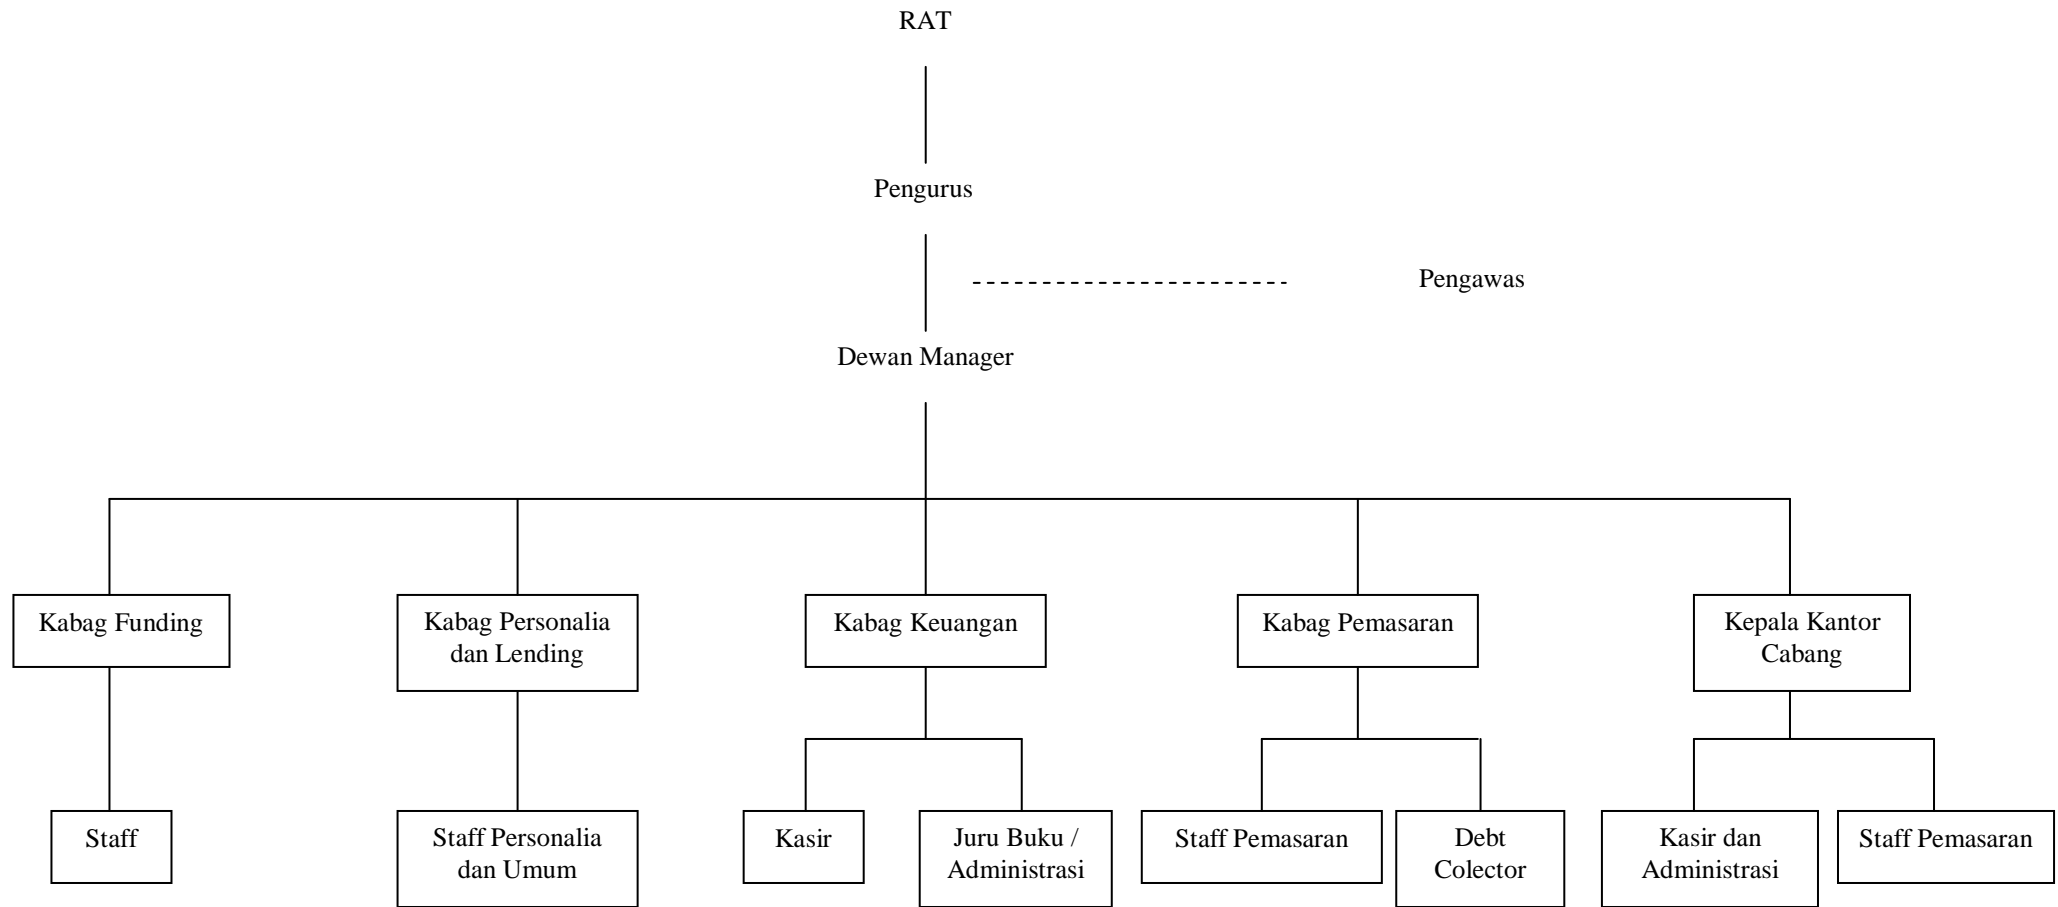 RAT
Pengurus
Pengawas
Dewan Manager
Kabag Funding
Kabag Personalia
dan Lending
Kabag Keuangan
Kabag Pemasaran
Kepala Kantor
Cabang
Staff
Staff Personalia
dan Umum
Kasir
Juru Buku /
Administrasi
Staff Pemasaran
Debt
Colector
Kasir dan
Administrasi
Staff Pemasaran